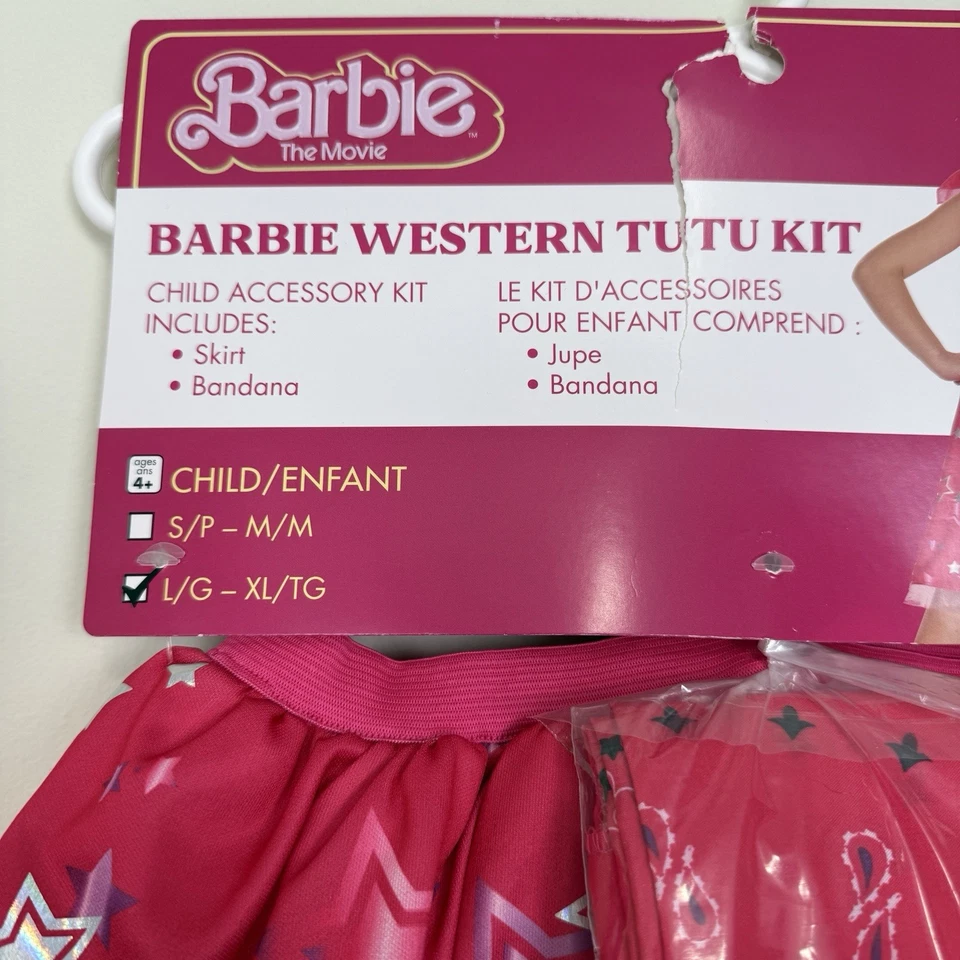 Barbie™
The Movie
BARBIE WESTERN TUTU KIT
CHILD ACCESSORY KIT
INCLUDES:
• Skirt
• Bandana
LE KIT D'ACCESSOIRES
POUR ENFANT COMPREND :
• Jupe
• Bandana
ages
ans
4+
CHILD/ENFANT
S/P – M/M
L/G – XL/TG